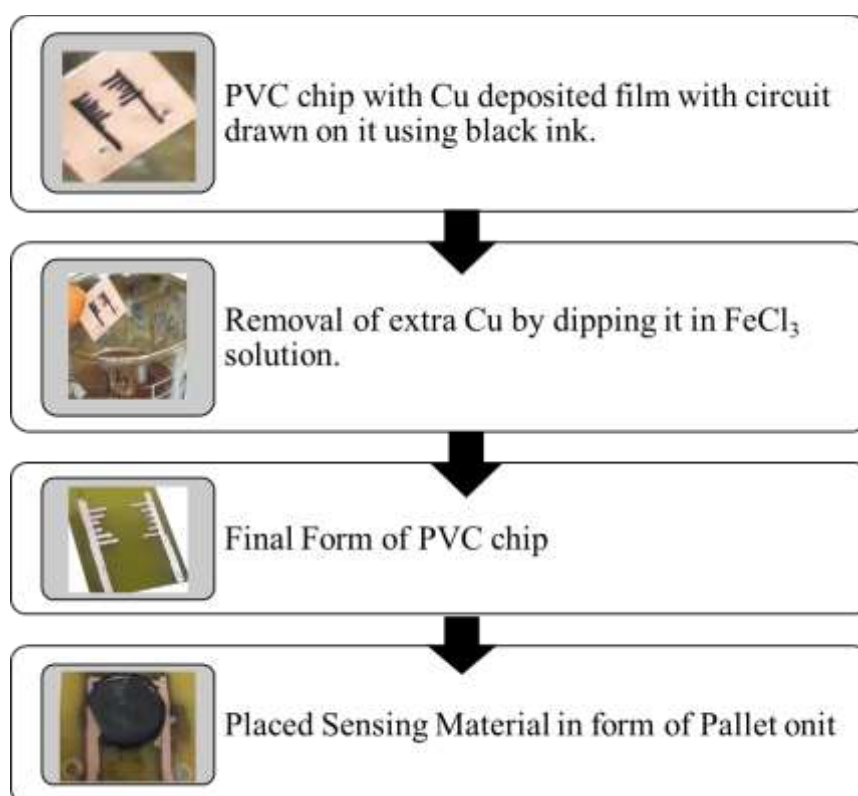 PVC chip with Cu deposited film with circuit
drawn on it using black ink.
Removal of extra Cu by dipping it in FeCl₃
solution.
Final Form of PVC chip
Placed Sensing Material in form of Pallet onit